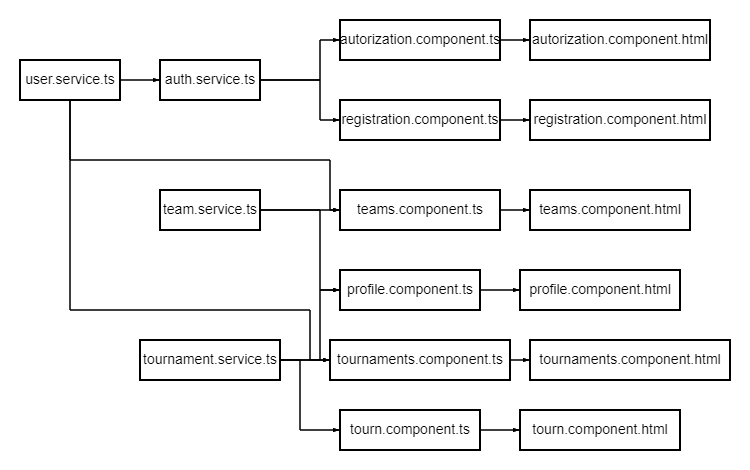 autorization.component.ts
autorization.component.html
user.service.ts
auth.service.ts
registration.component.ts
registration.component.html
team.service.ts
teams.component.ts
teams.component.html
profile.component.ts
profile.component.html
tournament.service.ts
tournaments.component.ts
tournaments.component.html
tourn.component.ts
tourn.component.html